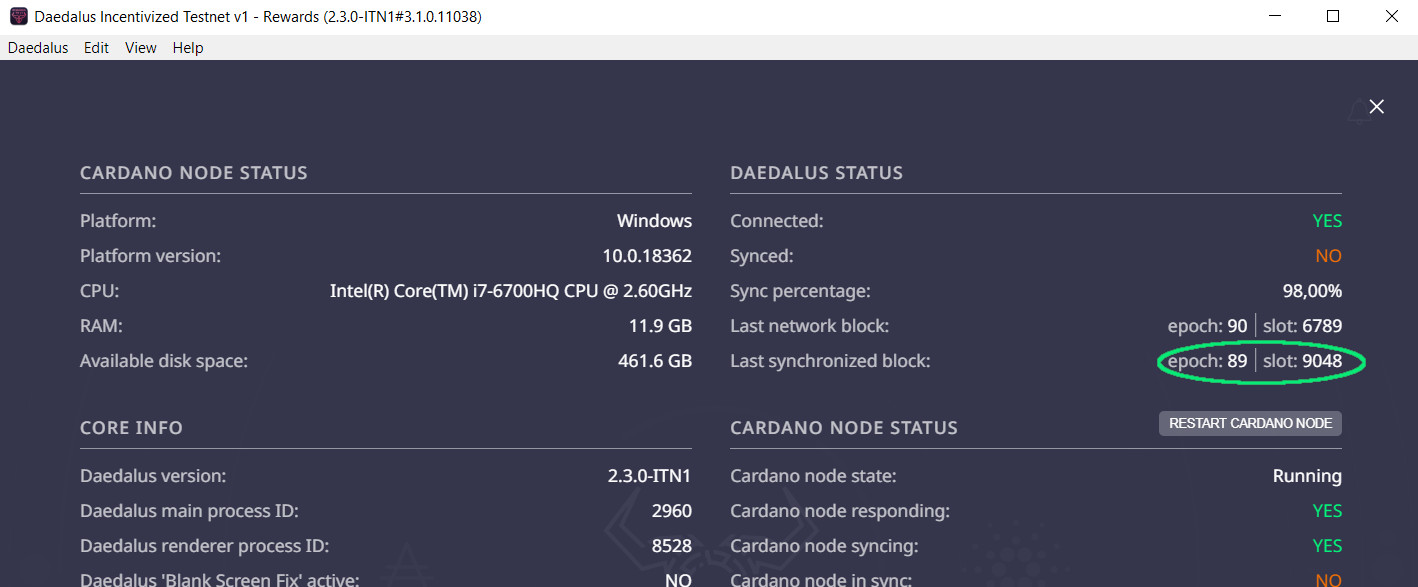 Daedalus Incentivized Testnet v1 - Rewards (2.3.0-ITN1#3.1.0.11038)
Daedalus Edit View Help
CARDANO NODE STATUS
Platform: Windows
Platform version: 10.0.18362
CPU: Intel(R) Core(TM) i7-6700HQ CPU @ 2.60GHz
RAM: 11.9 GB
Available disk space: 461.6 GB
CORE INFO
Daedalus version: 2.3.0-ITN1
Daedalus main process ID: 2960
Daedalus renderer process ID: 8528
Daedalus 'Blank Screen Fix' active: NO
DAEDALUS STATUS
Connected: YES
Synced: NO
Sync percentage: 98,00%
Last network block: epoch: 90 | slot: 6789
Last synchronized block: epoch: 89 | slot: 9048
CARDANO NODE STATUS RESTART CARDANO NODE
Cardano node state: Running
Cardano node responding: YES
Cardano node syncing: YES
Cardano node in sync: NO